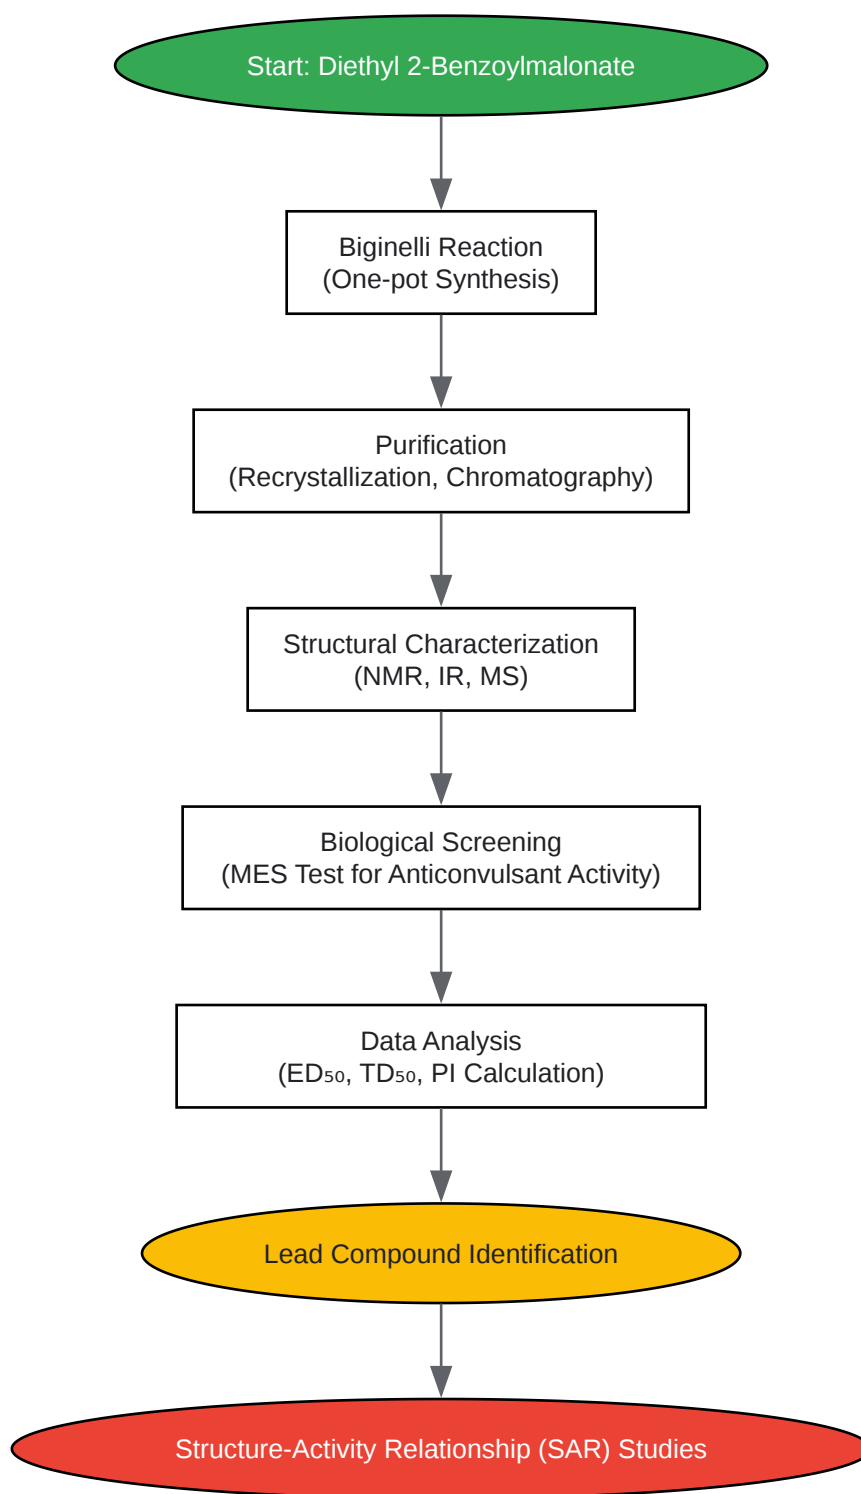 Start: Diethyl 2-Benzoylmalonate
Biginelli Reaction
(One-pot Synthesis)
Purification
(Recrystallization, Chromatography)
Structural Characterization
(NMR, IR, MS)
Biological Screening
(MES Test for Anticonvulsant Activity)
Data Analysis
(ED₅₀, TD₅₀, PI Calculation)
Lead Compound Identification
Structure-Activity Relationship (SAR) Studies